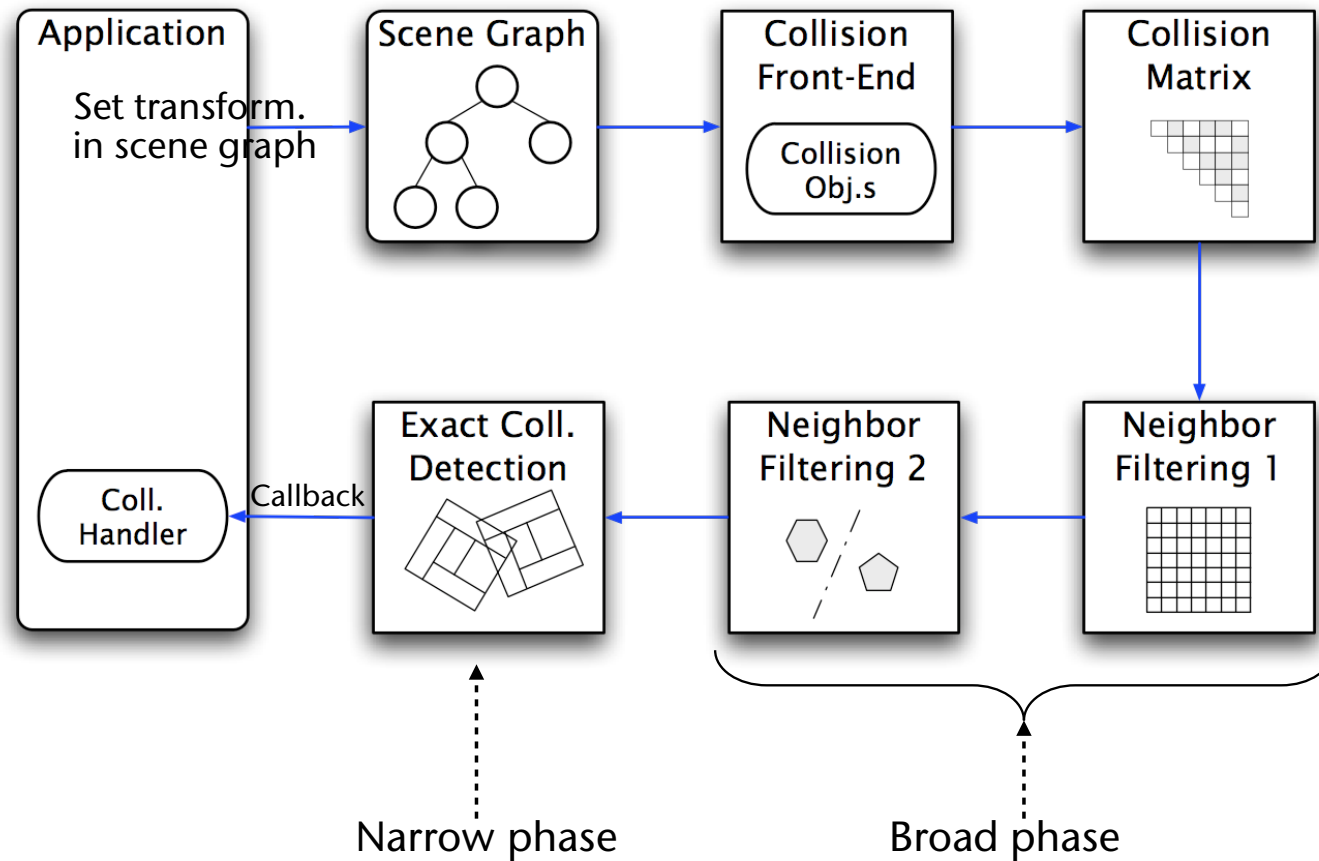 Application
Set transform.
in scene graph
Scene Graph
Collision
Front-End
Collision
Obj.s
Collision
Matrix
Neighbor
Filtering 1
Neighbor
Filtering 2
Exact Coll.
Detection
Callback
Coll.
Handler
Narrow phase
Broad phase